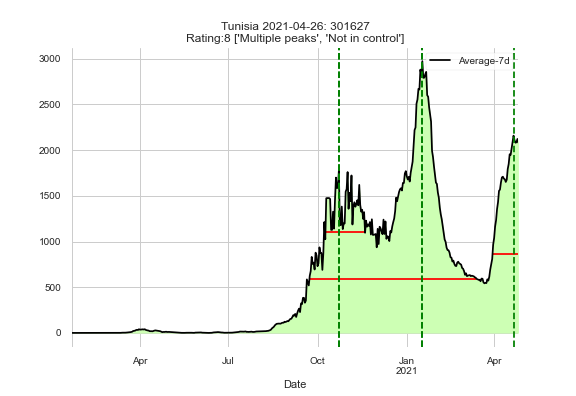 Tunisia 2021-04-26: 301627
Rating:8 ['Multiple peaks', 'Not in control']
Average-7d
3000
2500
2000
1500
1000
500
0
Apr
Jul
Oct
Jan
2021
Apr
Date